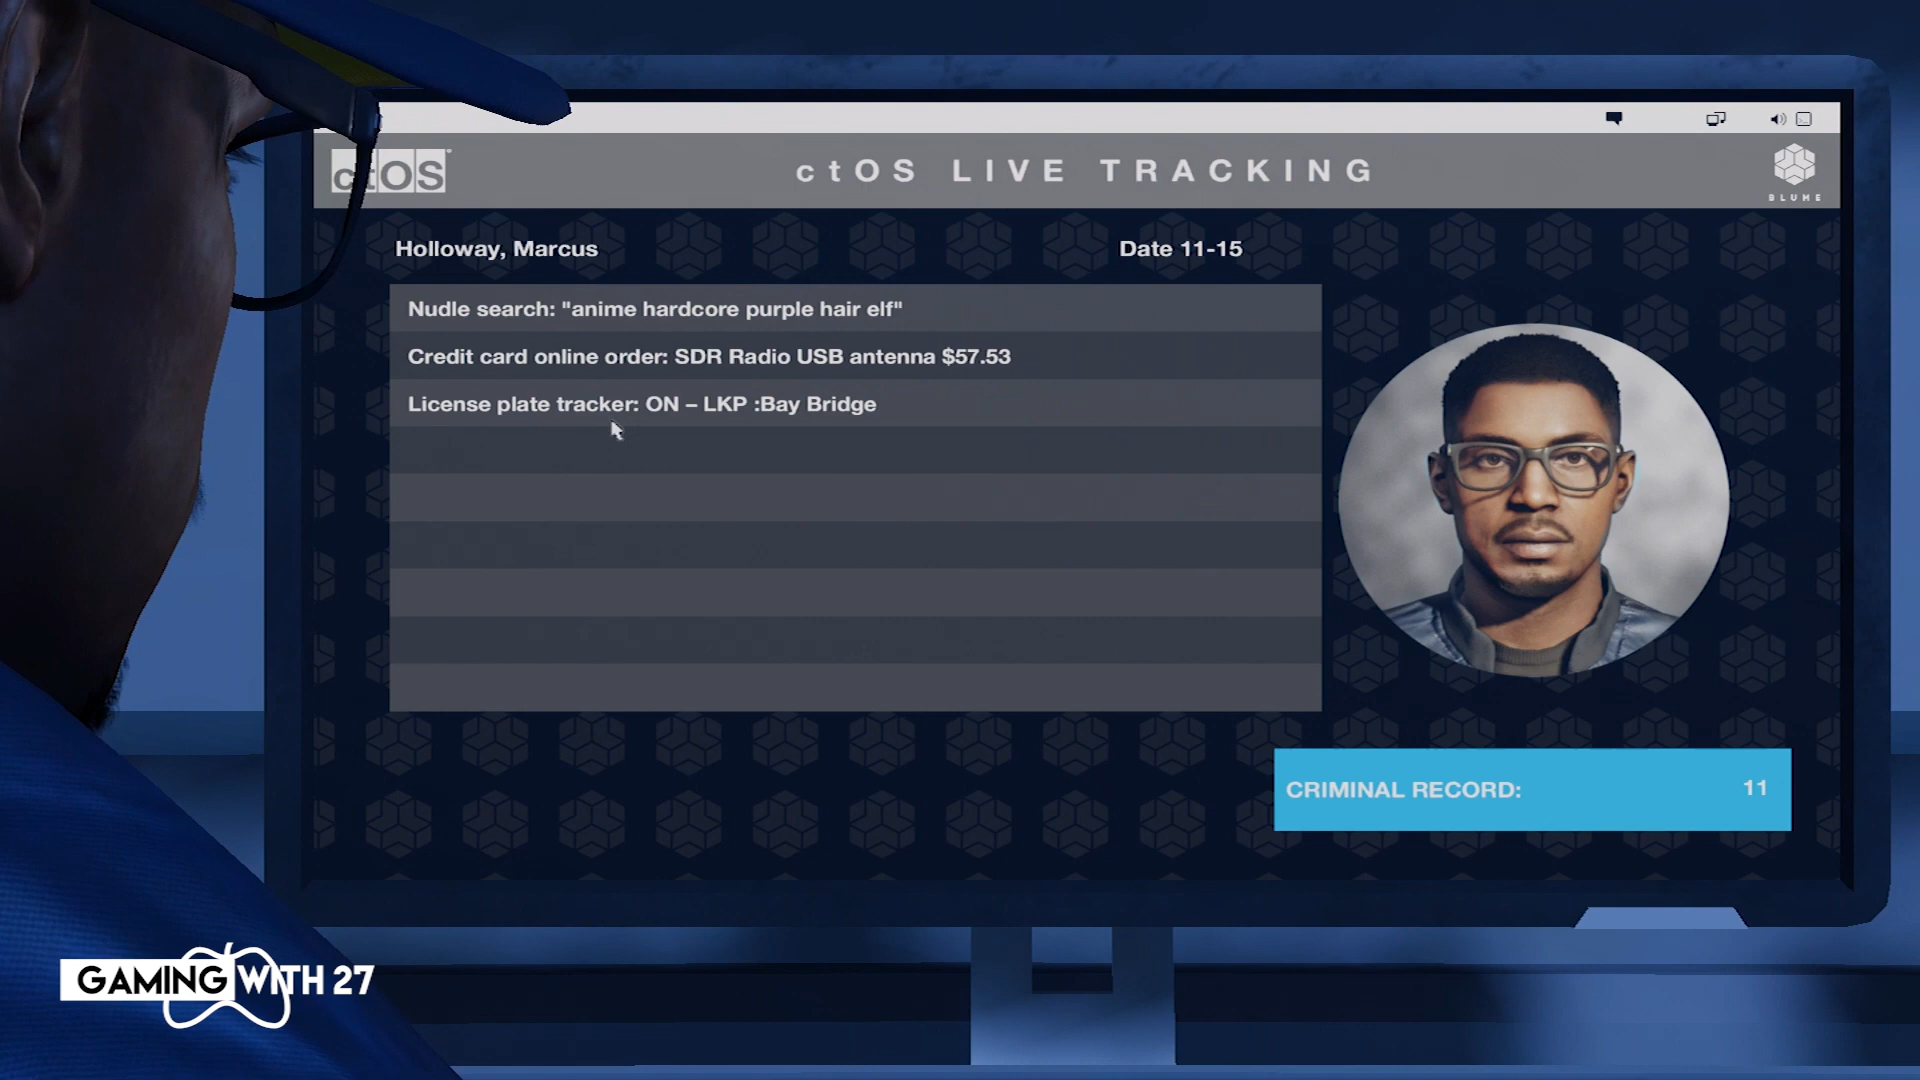 ctOS
ctOS LIVE TRACKING
BLUME
Holloway, Marcus
Date 11-15
Nudle search: "anime hardcore purple hair elf"
Credit card online order: SDR Radio USB antenna $57.53
License plate tracker: ON – LKP :Bay Bridge
CRIMINAL RECORD: 11
GAMING WITH 27